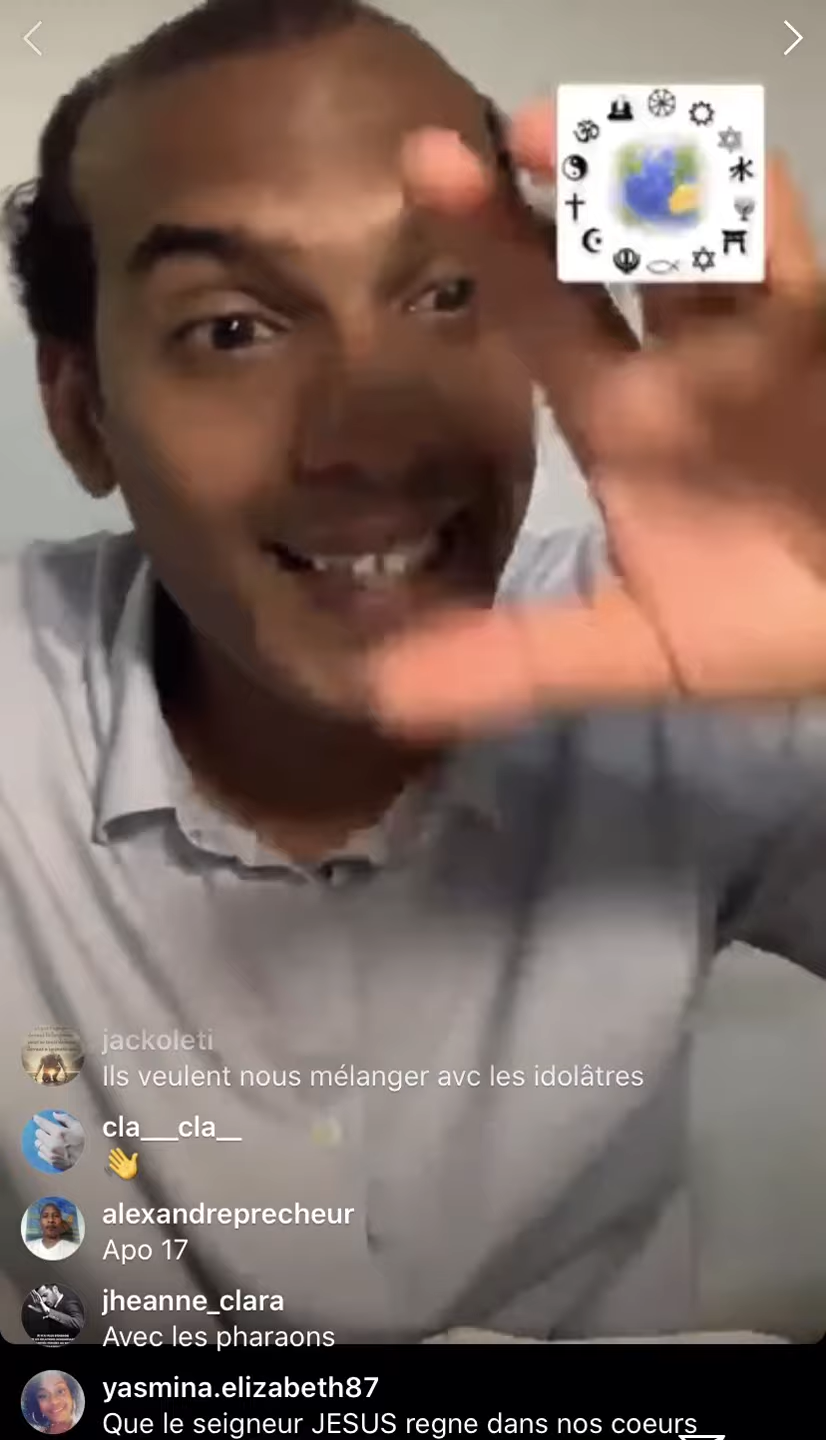 jackoleti
Ils veulent nous mélanger avc les idolâtres
cla___cla__
👋
alexandreprecheur
Apo 17
jheanne_clara
Avec les pharaons
yasmina.elizabeth87
Que le seigneur JESUS regne dans nos coeurs